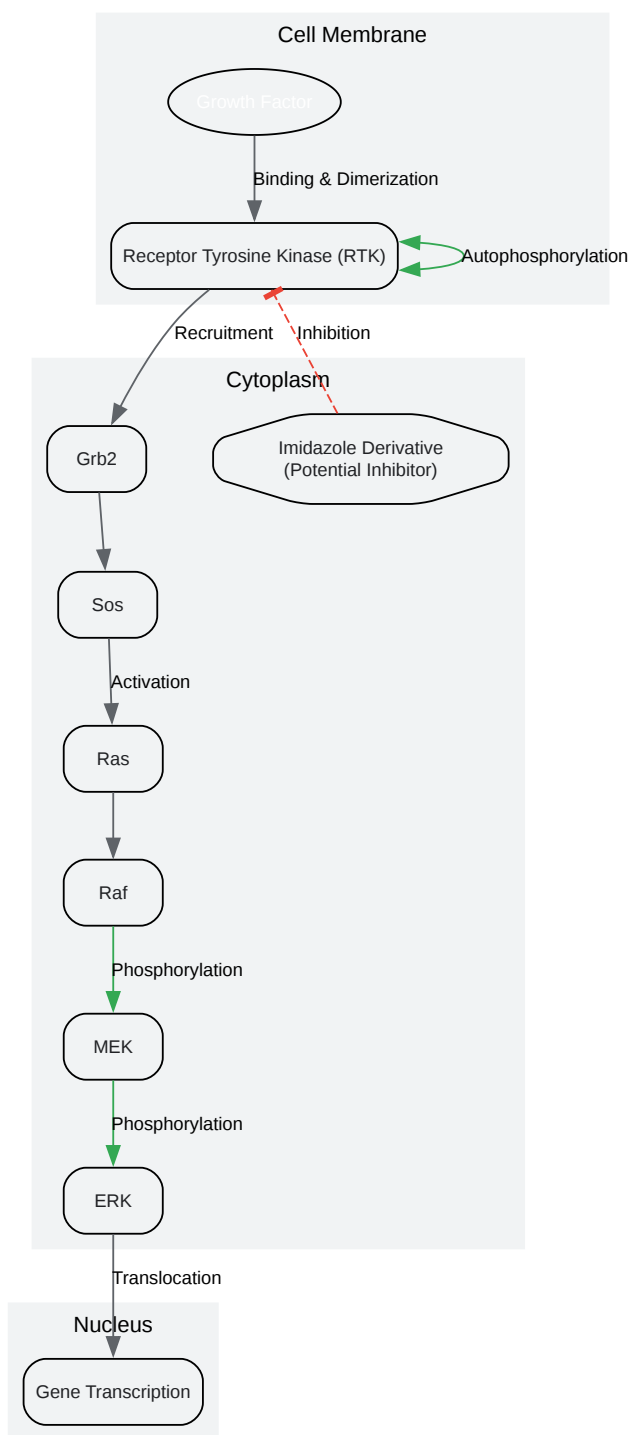 Cell Membrane
Growth Factor
Binding & Dimerization
Receptor Tyrosine Kinase (RTK)
Autophosphorylation
Recruitment
Inhibition
Cytoplasm
Grb2
Imidazole Derivative
(Potential Inhibitor)
Sos
Activation
Ras
Raf
Phosphorylation
MEK
Phosphorylation
ERK
Translocation
Nucleus
Gene Transcription